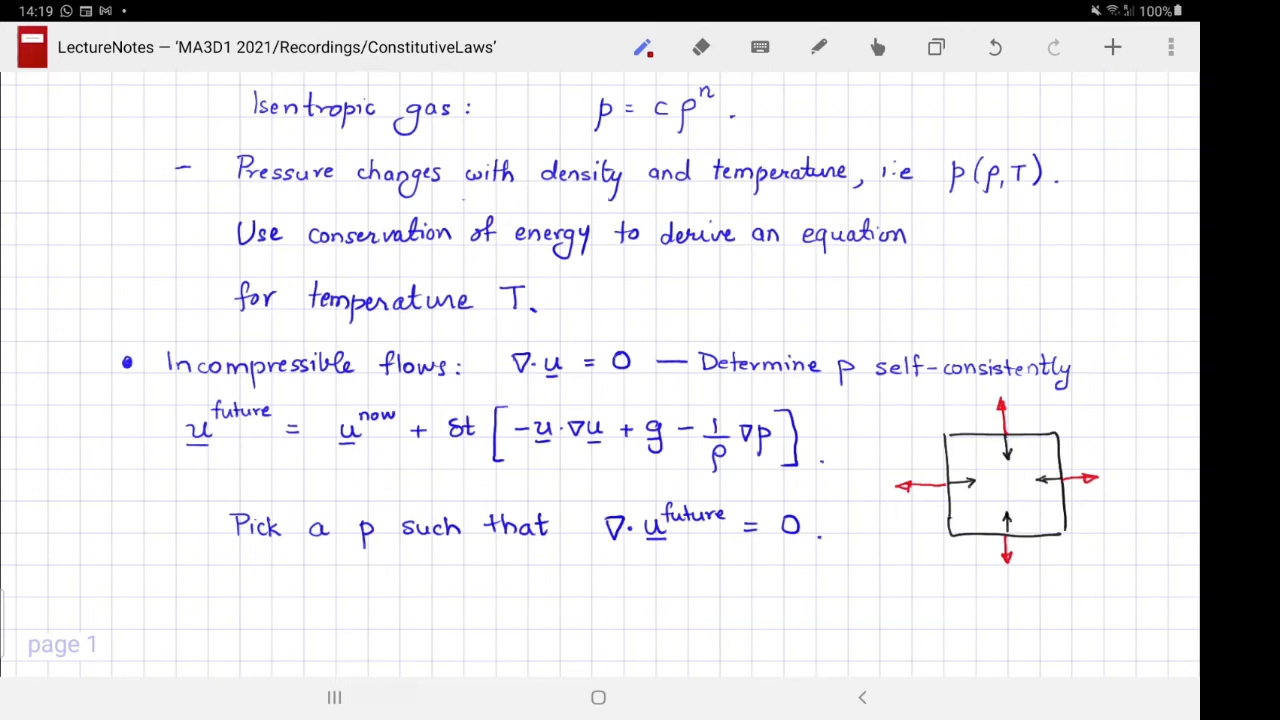 14:19
100%
LectureNotes — ‘MA3D1 2021/Recordings/ConstitutiveLaws’
Isentropic gas : p = c ρⁿ .
– Pressure changes with density and temperature, i.e p(ρ,T).
Use conservation of energy to derive an equation
for temperature T.
• Incompressible flows: ∇·u̲ = 0 — Determine p self-consistently
u̲^future = u̲^now + δt [ -u̲·∇u̲ + g - 1/ρ ∇p ] .
Pick a p such that ∇·u̲^future = 0 .
page 1